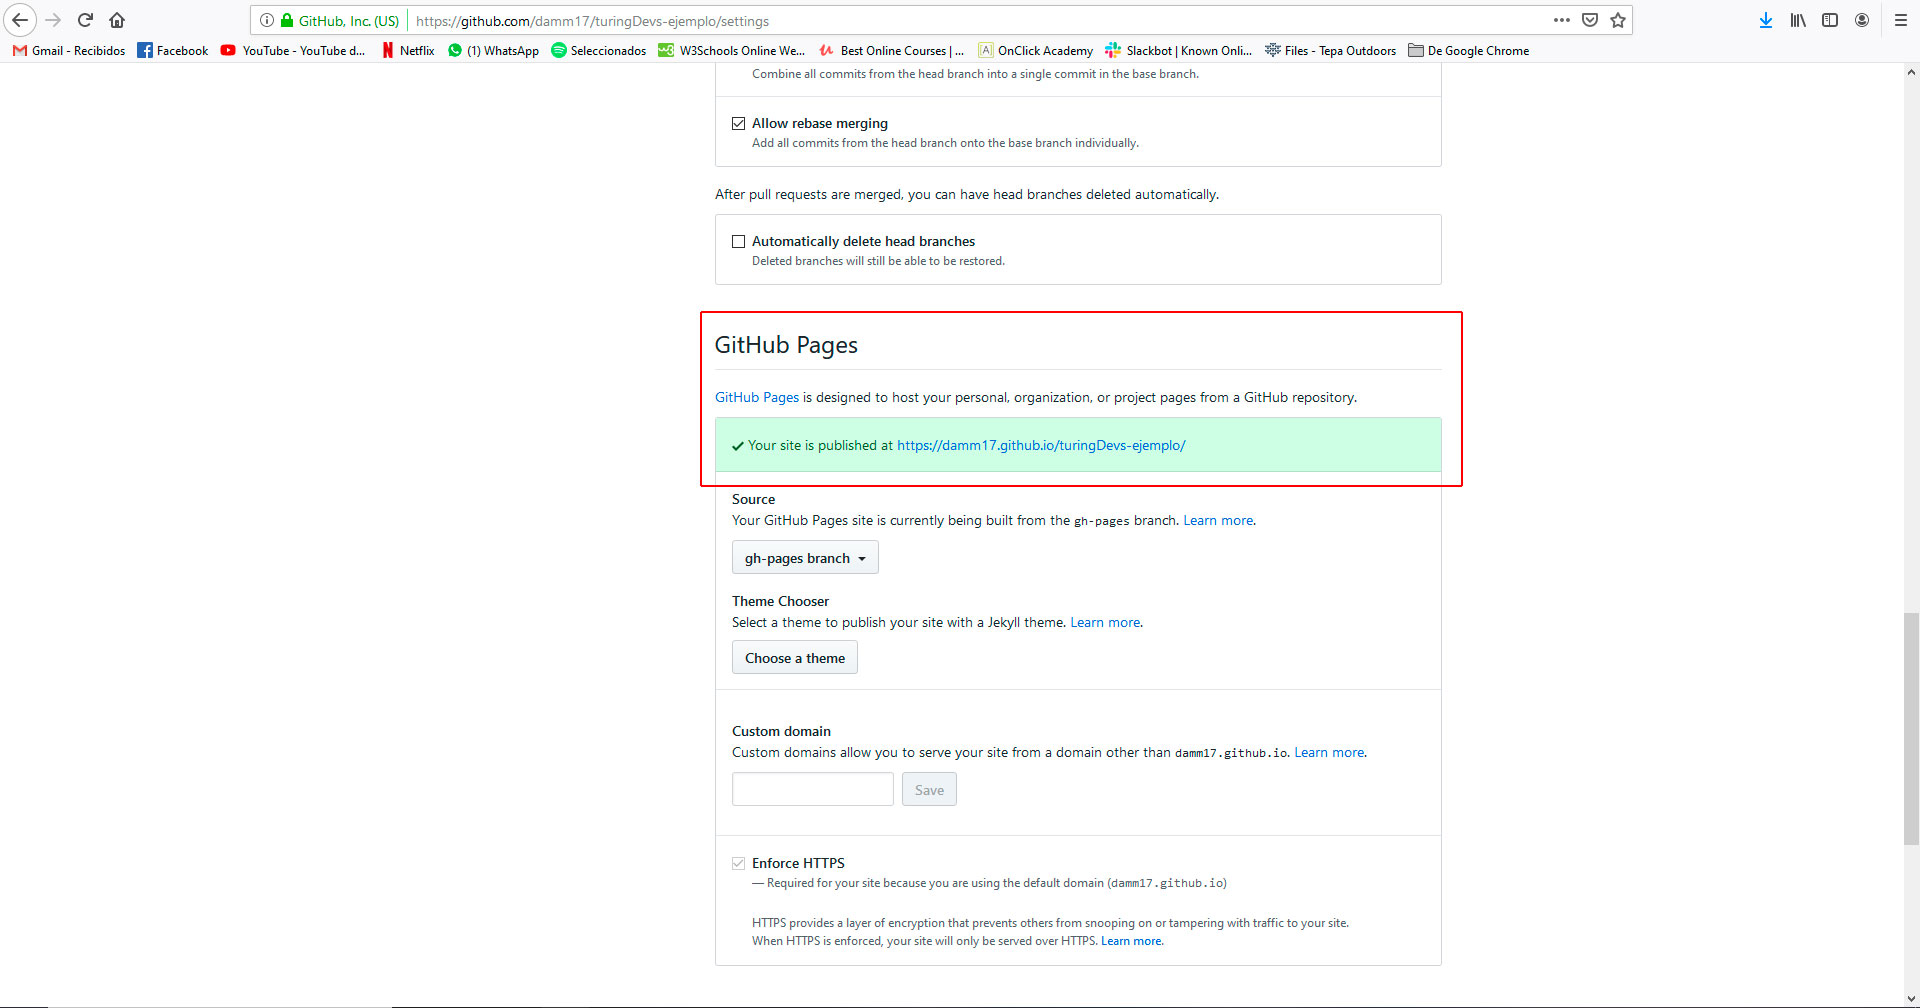 GitHub, Inc. (US) https://github.com/damm17/turingDevs-ejemplo/settings
Gmail - Recibidos Facebook YouTube - YouTube d... Netflix (1) WhatsApp Seleccionados W3Schools Online We... Best Online Courses | ... OnClick Academy Slackbot | Known Onli... Files - Tepa Outdoors De Google Chrome
Combine all commits from the head branch into a single commit in the base branch.
Allow rebase merging
Add all commits from the head branch onto the base branch individually.
After pull requests are merged, you can have head branches deleted automatically.
Automatically delete head branches
Deleted branches will still be able to be restored.
GitHub Pages
GitHub Pages is designed to host your personal, organization, or project pages from a GitHub repository.
Your site is published at https://damm17.github.io/turingDevs-ejemplo/
Source
Your GitHub Pages site is currently being built from the gh-pages branch. Learn more.
gh-pages branch
Theme Chooser
Select a theme to publish your site with a Jekyll theme. Learn more.
Choose a theme
Custom domain
Custom domains allow you to serve your site from a domain other than damm17.github.io. Learn more.
Save
Enforce HTTPS
— Required for your site because you are using the default domain (damm17.github.io)
HTTPS provides a layer of encryption that prevents others from snooping on or tampering with traffic to your site.
When HTTPS is enforced, your site will only be served over HTTPS. Learn more.